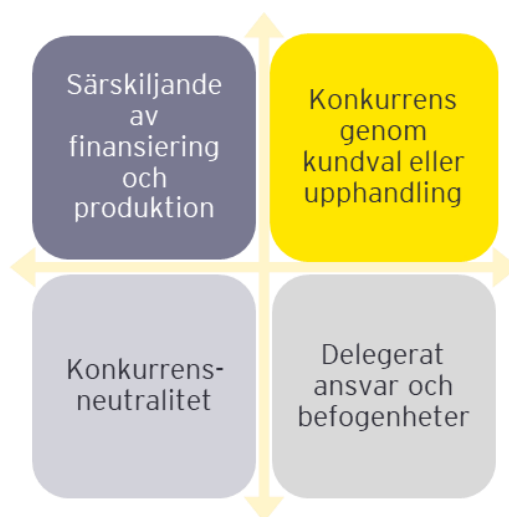 Särskiljande
av
finansiering
och
produktion
Konkurrens
genom
kundval eller
upphandling
Konkurrens-
neutralitet
Delegerat
ansvar och
befogenheter